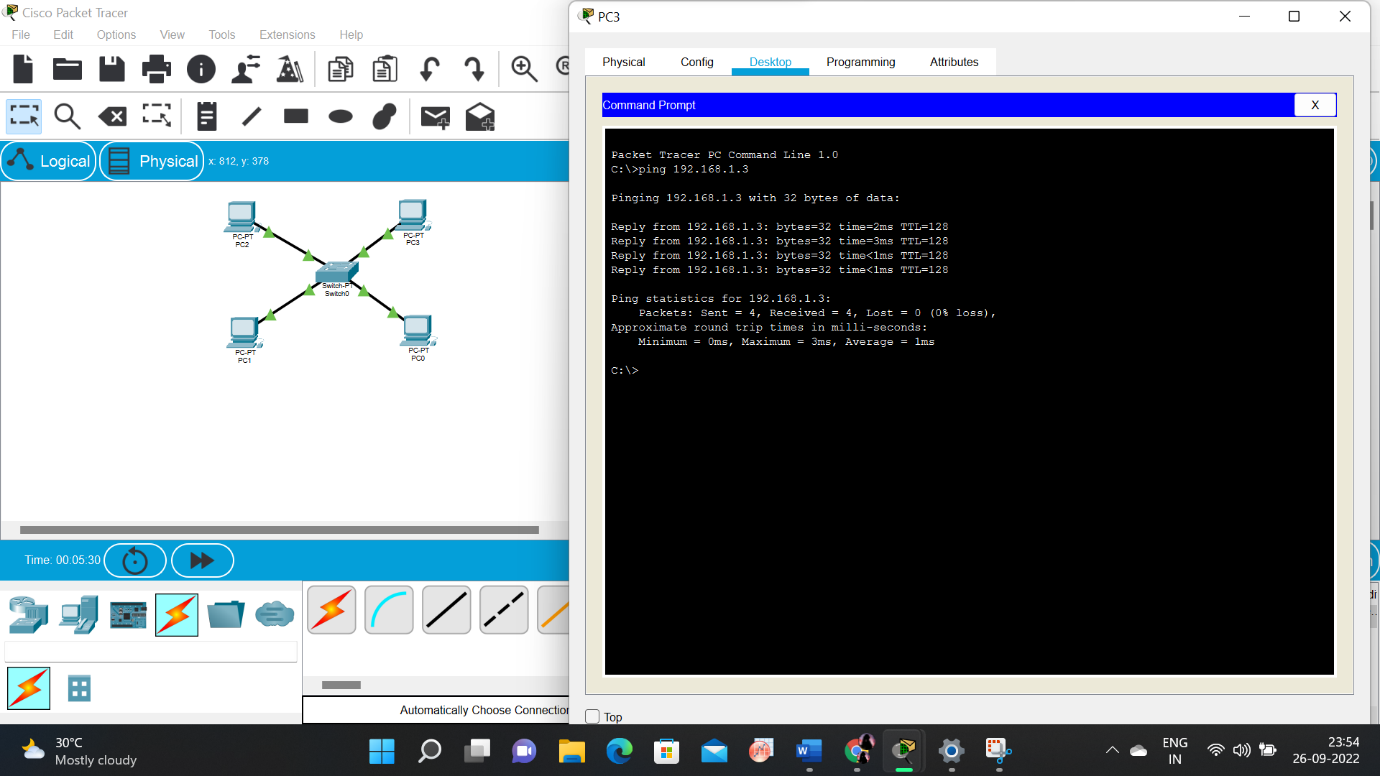 Cisco Packet Tracer
File Edit Options View Tools Extensions Help
Logical Physical x: 812, y: 378
PC-PT
PC2
PC-PT
PC3
Switch-PT
Switch0
PC-PT
PC1
PC-PT
PC0
Time: 00:05:30
Automatically Choose Connection
PC3
Physical Config Desktop Programming Attributes
Command Prompt X
Packet Tracer PC Command Line 1.0
C:\>ping 192.168.1.3
Pinging 192.168.1.3 with 32 bytes of data:
Reply from 192.168.1.3: bytes=32 time=2ms TTL=128
Reply from 192.168.1.3: bytes=32 time=3ms TTL=128
Reply from 192.168.1.3: bytes=32 time<1ms TTL=128
Reply from 192.168.1.3: bytes=32 time<1ms TTL=128
Ping statistics for 192.168.1.3:
Packets: Sent = 4, Received = 4, Lost = 0 (0% loss),
Approximate round trip times in milli-seconds:
Minimum = 0ms, Maximum = 3ms, Average = 1ms
C:\>
Top
30°C
Mostly cloudy
ENG
IN
23:54
26-09-2022